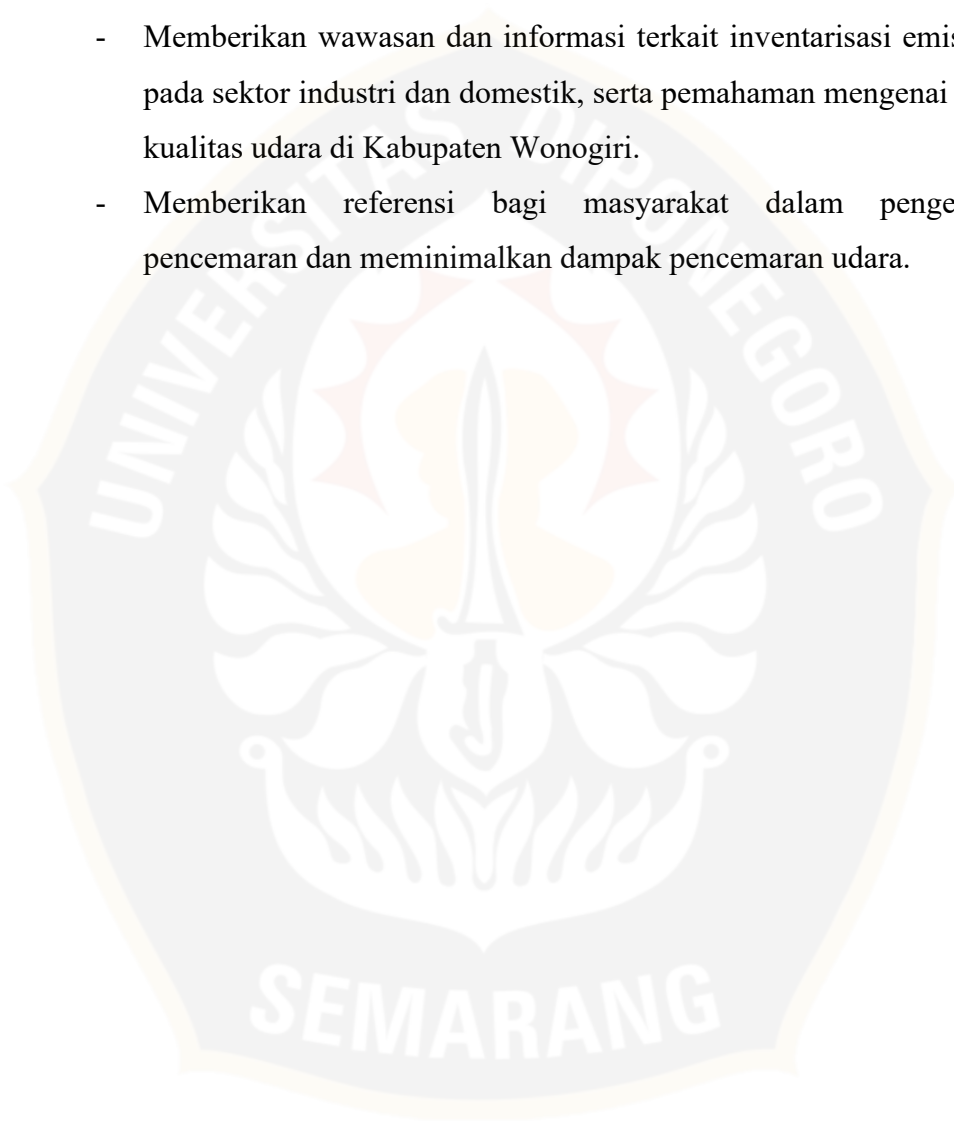 - Memberikan wawasan dan informasi terkait inventarisasi
pada sektor industri dan domestik, serta pemahaman mengenai
kualitas udara di Kabupaten Wonogiri.
- Memberikan referensi bagi masyarakat dalam
pencemaran dan meminimalkan dampak pencemaran udara.
UNIVERSITAS DIPONEGORO
SEMARANG